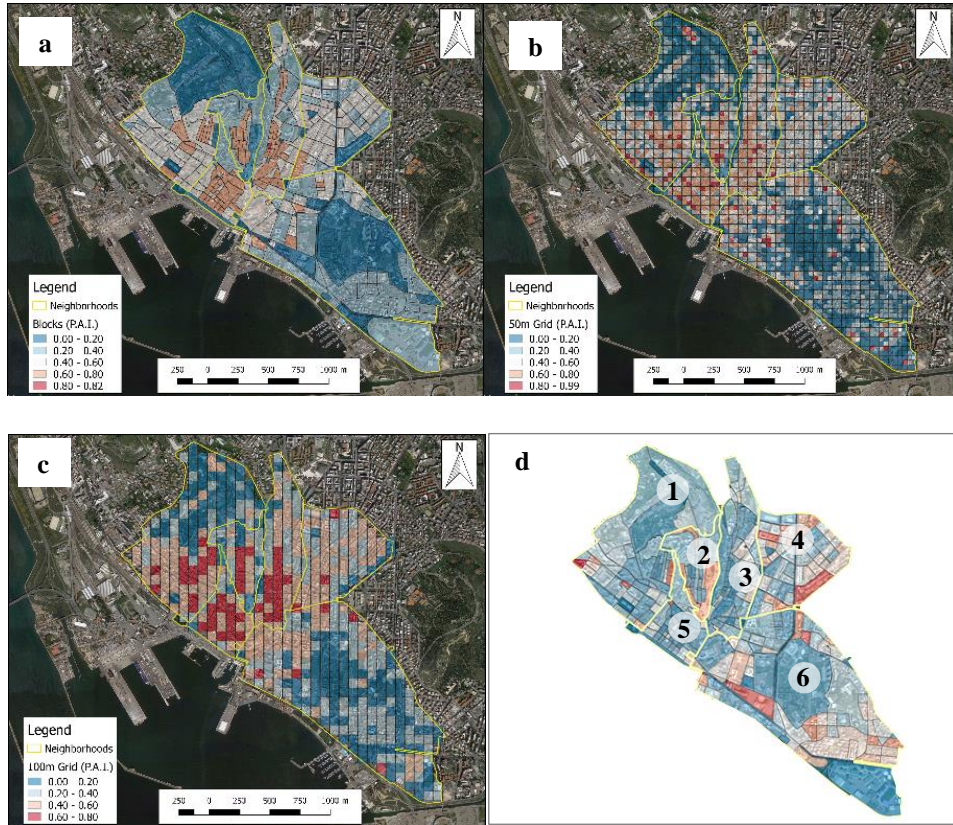 a
N
Legend
Neighborhoods
Blocks (P.A.I.)
0.00 - 0.20
0.20 - 0.40
0.40 - 0.60
0.60 - 0.80
0.80 - 0.82
250 0 250 500 750 1000 m
b
N
Legend
Neighborhoods
50m Grid (P.A.I.)
0.00 - 0.20
0.20 - 0.40
0.40 - 0.60
0.60 - 0.80
0.80 - 0.99
250 0 250 500 750 1000 m
c
N
Legend
Neighborhoods
100m Grid (P.A.I.)
0.00 - 0.20
0.20 - 0.40
0.40 - 0.60
0.60 - 0.80
250 0 250 500 750 1000 m
d
1
2
3
4
5
6